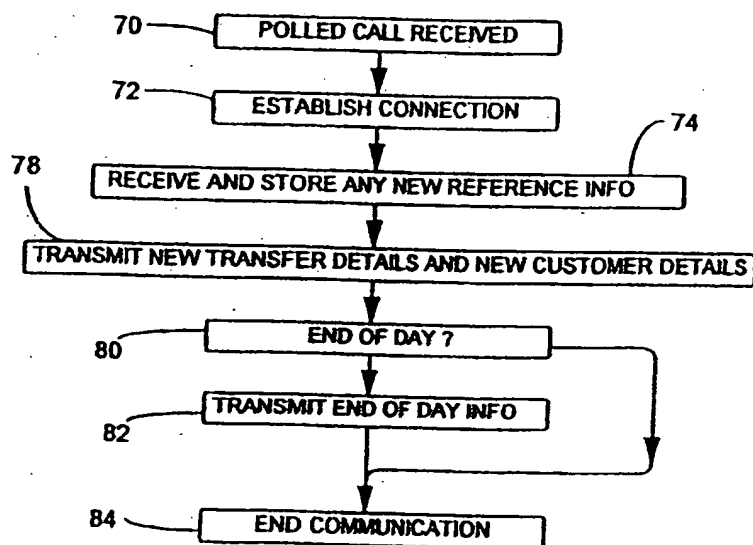 70
POLLED CALL RECEIVED
72
ESTABLISH CONNECTION
74
78
RECEIVE AND STORE ANY NEW REFERENCE INFO
TRANSMIT NEW TRANSFER DETAILS AND NEW CUSTOMER DETAILS
80
END OF DAY ?
82
TRANSMIT END OF DAY INFO
84
END COMMUNICATION